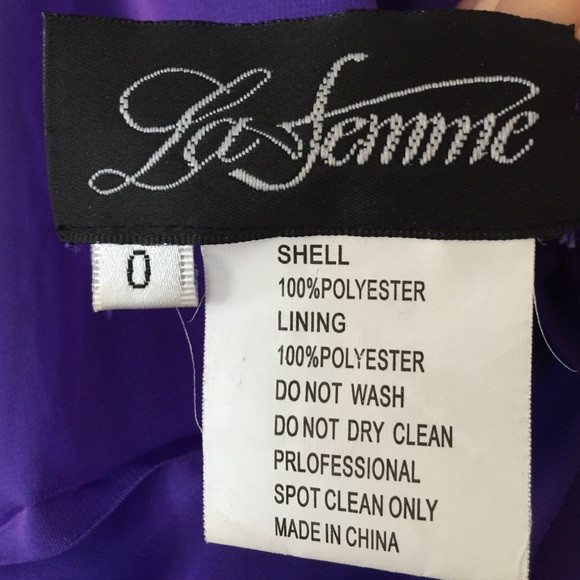 La Femme
0
SHELL
100%POLYESTER
LINING
100%POLYESTER
DO NOT WASH
DO NOT DRY CLEAN
PRLOFESSIONAL
SPOT CLEAN ONLY
MADE IN CHINA